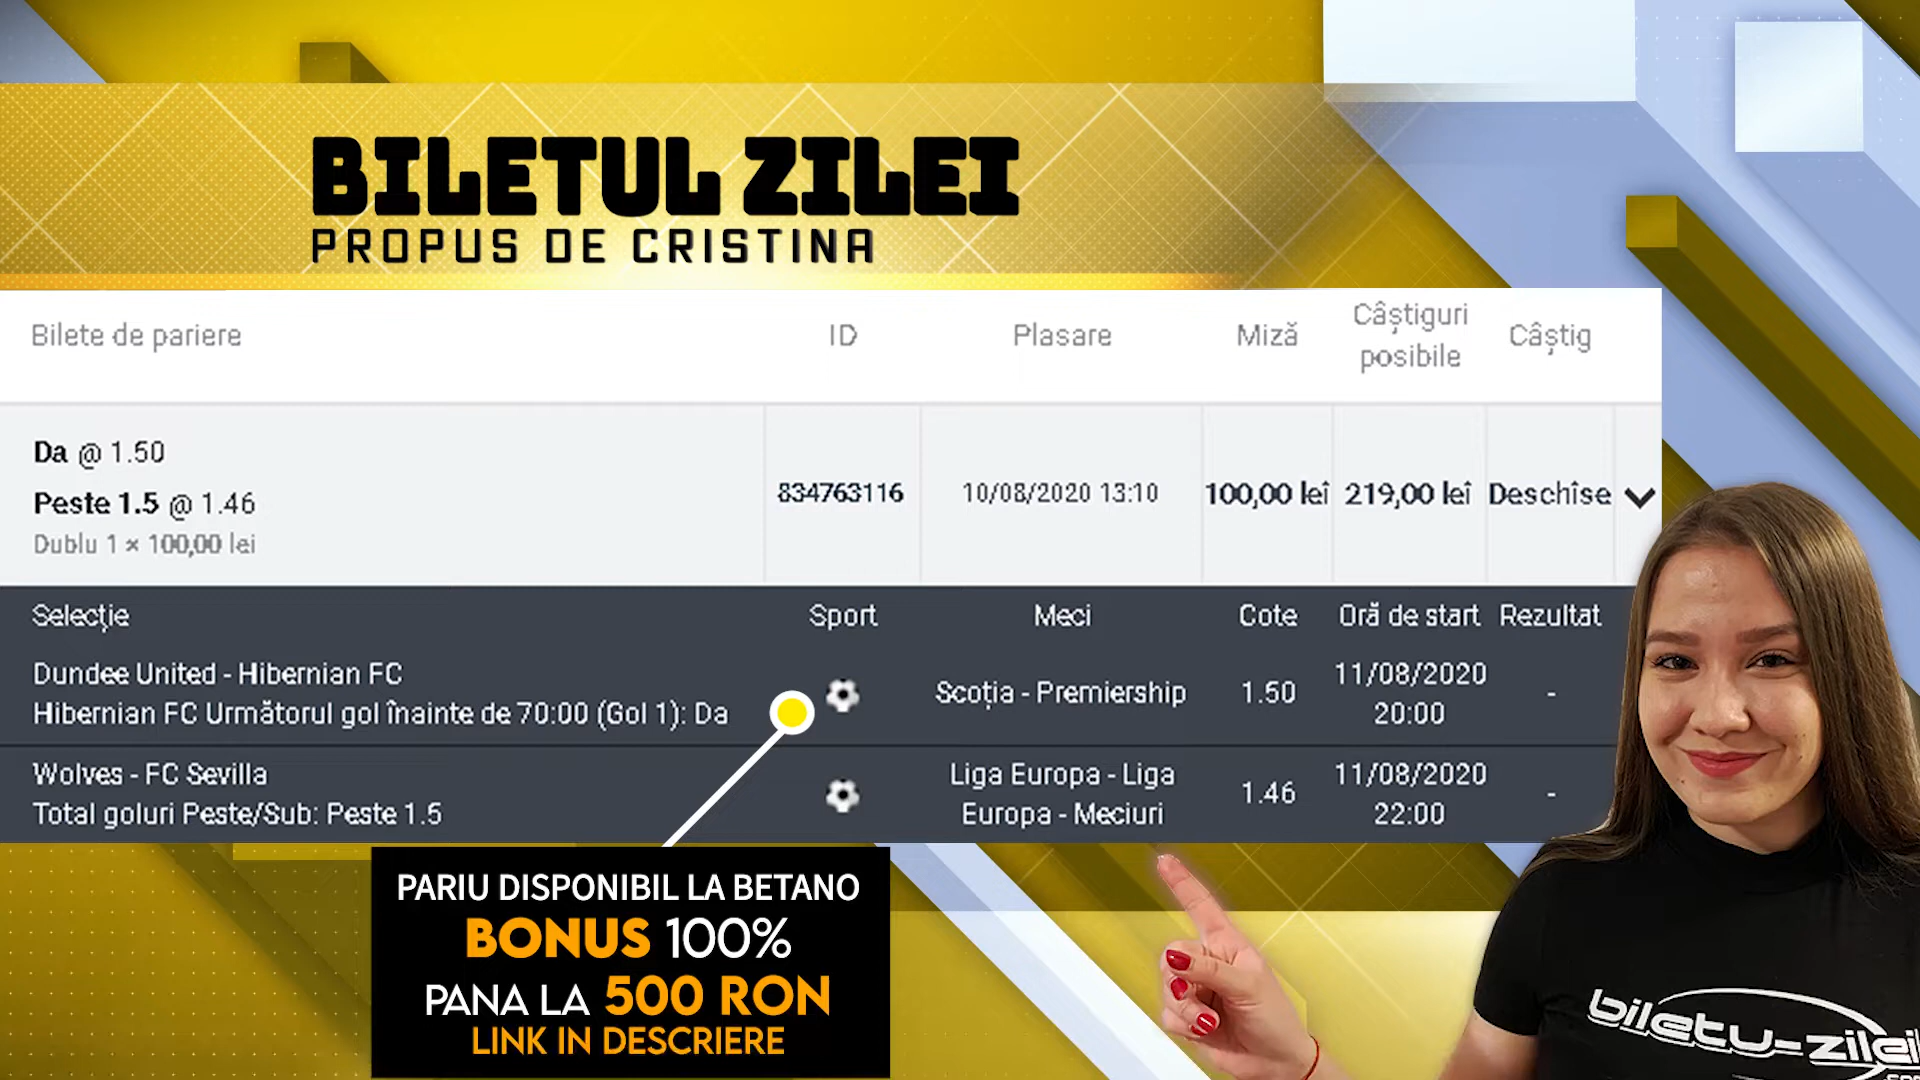 BILETUL ZILEI
PROPUS DE CRISTINA
Bilete de pariere ID Plasare Miză Câștiguri posibile Câștig
Da @ 1.50
Peste 1.5 @ 1.46
Dublu 1 × 100,00 lei
834763116 10/08/2020 13:10 100,00 lei 219,00 lei Deschise
Selecție Sport Meci Cote Oră de start Rezultat
Dundee United - Hibernian FC
Hibernian FC Următorul gol înainte de 70:00 (Gol 1): Da
Scoția - Premiership 1.50 11/08/2020 20:00 -
Wolves - FC Sevilla
Total goluri Peste/Sub: Peste 1.5
Liga Europa - Liga Europa - Meciuri 1.46 11/08/2020 22:00 -
PARIU DISPONIBIL LA BETANO
BONUS 100%
PANA LA 500 RON
LINK IN DESCRIERE
biletu-zilei